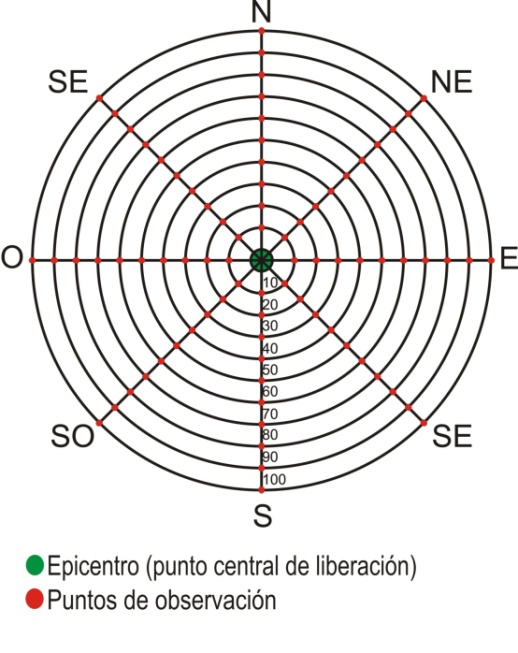 N
SE
NE
O
E
10
20
30
40
50
60
70
80
90
100
SO
SE
S
Epicentro (punto central de liberación)
Puntos de observación